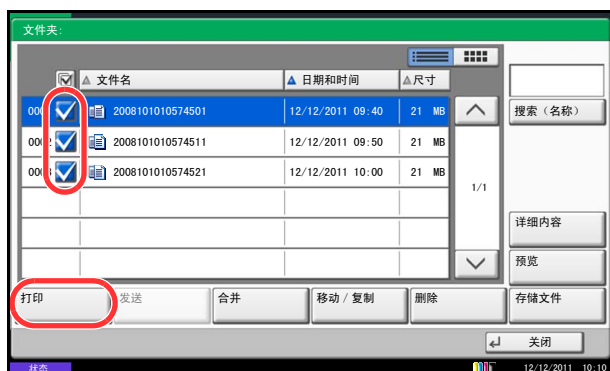 文件夹:
文件名 日期和时间 尺寸
2008101010574501 12/12/2011 09:40 21 MB
搜索（名称）
2008101010574511 12/12/2011 09:50 21 MB
2008101010574521 12/12/2011 10:00 21 MB
1/1
详细内容
预览
打印 发送 合并 移动 / 复制 删除 存储文件
关闭
状态 12/12/2011 10:10